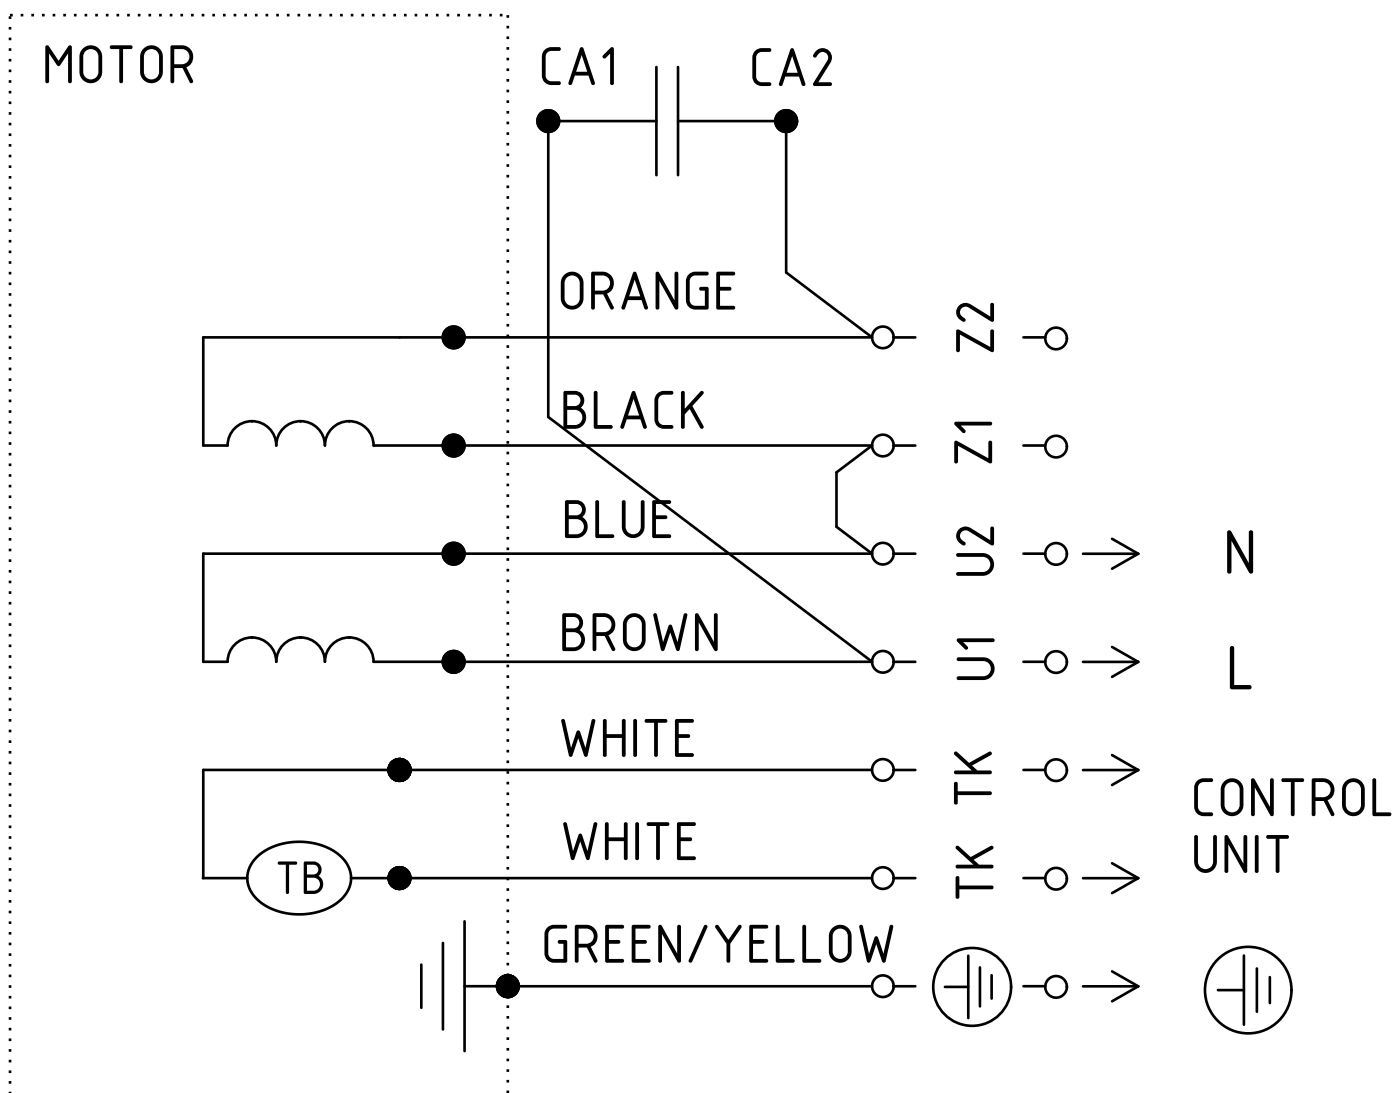 MOTOR
CA1
CA2
ORANGE
Z2
BLACK
Z1
BLUE
U2
N
BROWN
U1
L
WHITE
TK
CONTROL
UNIT
WHITE
TK
TB
GREEN/YELLOW